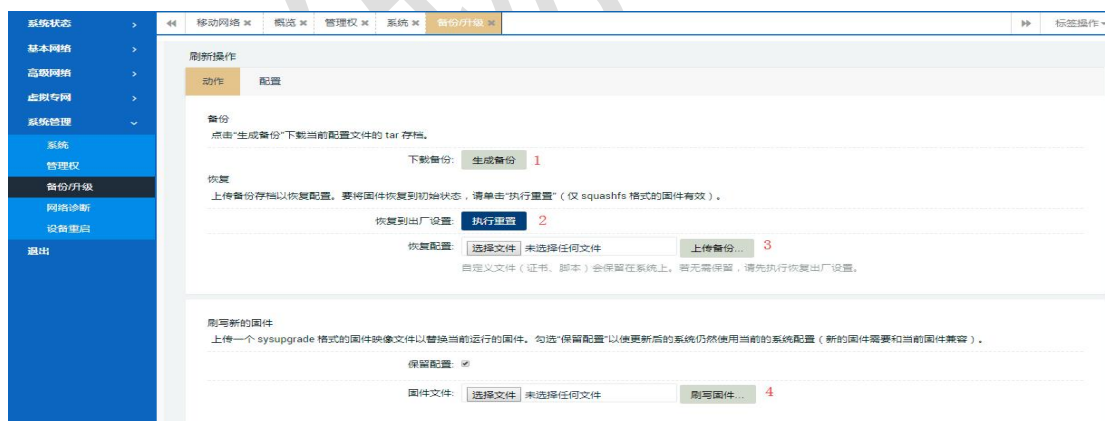 系统状态
基本网络
高级网络
虚拟专网
系统管理
系统
管理权
备份/升级
网络诊断
设备重启
退出
移动网络 × 概览 × 管理权 × 系统 × 备份/升级 × 标签操作
刷新操作
动作 配置
备份
点击“生成备份”下载当前配置文件的 tar 存档。
下载备份: 生成备份 1
恢复
上传备份存档以恢复配置。要将固件恢复到初始状态，请单击“执行重置”（仅 squashfs 格式的固件有效）。
恢复到出厂设置: 执行重置 2
恢复配置: 选择文件 未选择任何文件 上传备份... 3
自定义文件（证书、脚本）会保留在系统上。若无需保留，请先执行恢复出厂设置。
刷写新的固件
上传一个 sysupgrade 格式的固件映像文件以替换当前运行的固件。勾选“保留配置”以使更新后的系统仍然使用当前的系统配置（新的固件需要和当前固件兼容）。
保留配置:
固件文件: 选择文件 未选择任何文件 刷写固件... 4